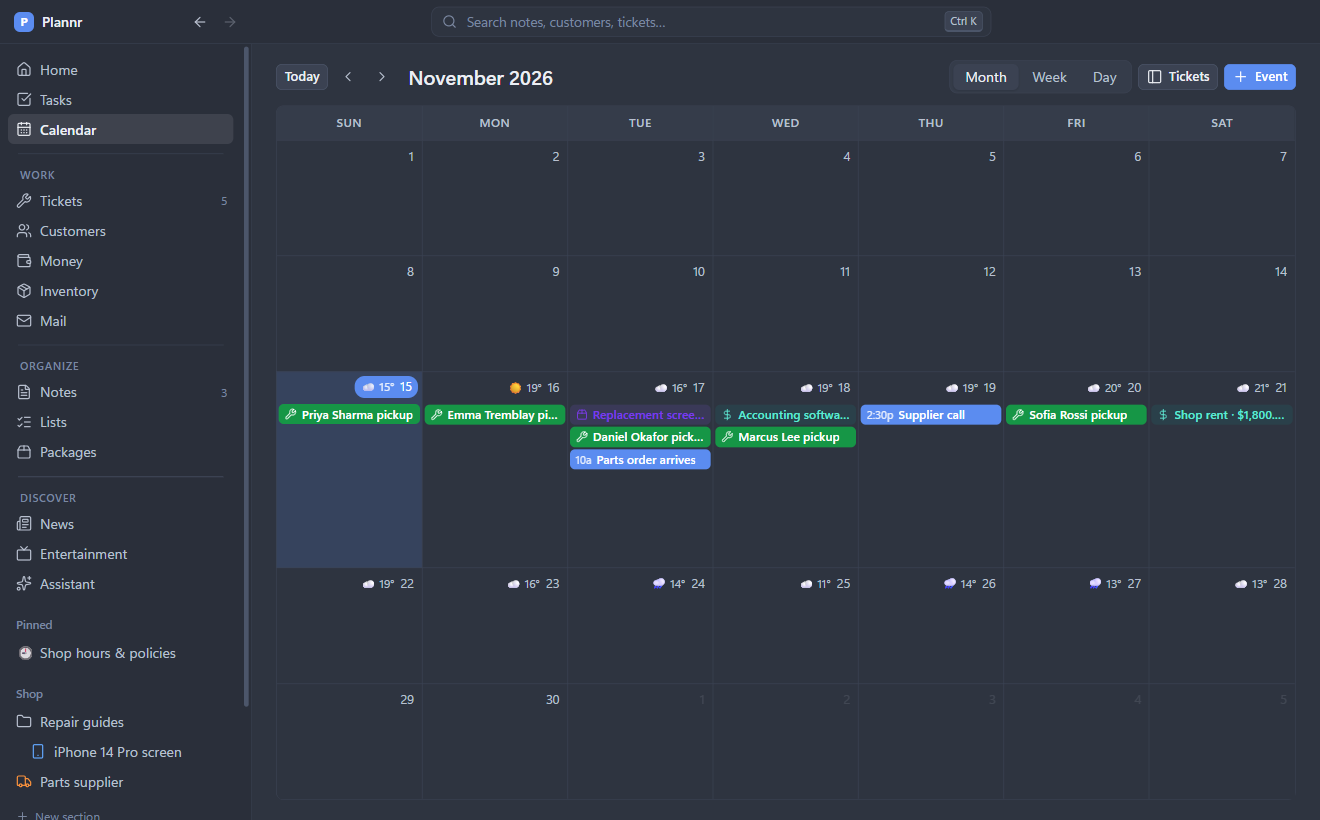 P Plannr
Search notes, customers, tickets... Ctrl K
Home
Tasks
Calendar
WORK
Tickets 5
Customers
Money
Inventory
Mail
ORGANIZE
Notes 3
Lists
Packages
DISCOVER
News
Entertainment
Assistant
Pinned
Shop hours & policies
Shop
Repair guides
iPhone 14 Pro screen
Parts supplier
New section
Today November 2026 Month Week Day Tickets Event
SUN MON TUE WED THU FRI SAT
1 2 3 4 5 6 7
8 9 10 11 12 13 14
15° 15 19° 16 16° 17 19° 18 19° 19 20° 20 21° 21
Priya Sharma pickup Emma Tremblay pi... Replacement scree... $ Accounting softwa... 2:30p Supplier call Sofia Rossi pickup $ Shop rent · $1,800....
Daniel Okafor pick... Marcus Lee pickup
10a Parts order arrives
19° 22 16° 23 14° 24 11° 25 14° 26 13° 27 13° 28
29 30 1 2 3 4 5